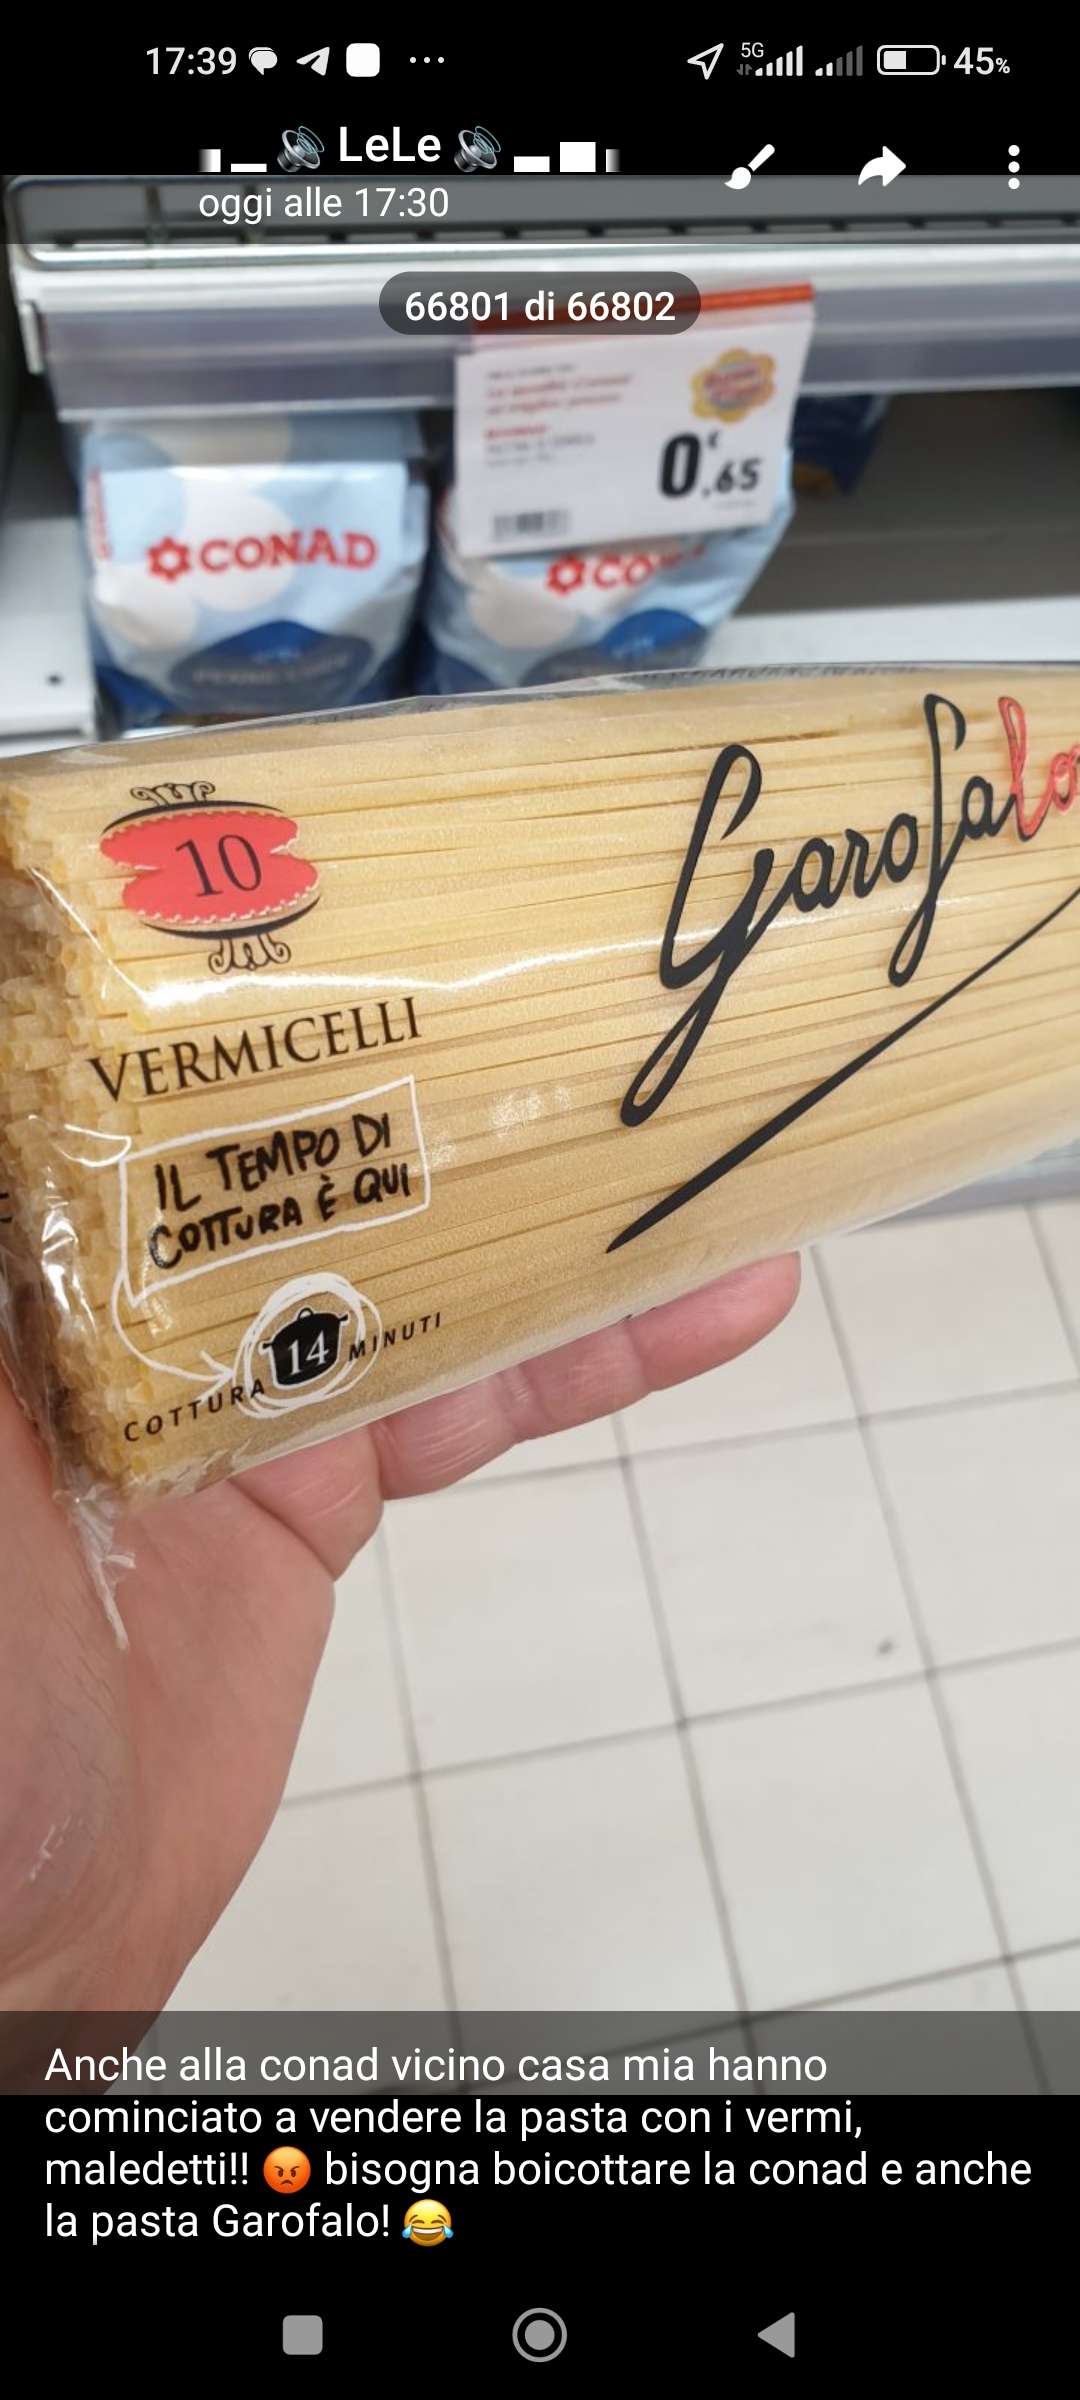 17:39
5G
45%
LeLe
oggi alle 17:30
66801 di 66802
0,€65
CONAD
CO
10
Garofalo
VERMICELLI
IL TEMPO DI
COTTURA È QUI
COTTURA 14 MINUTI
Anche alla conad vicino casa mia hanno
cominciato a vendere la pasta con i vermi,
maledetti!! 😡 bisogna boicottare la conad e anche
la pasta Garofalo! 😂